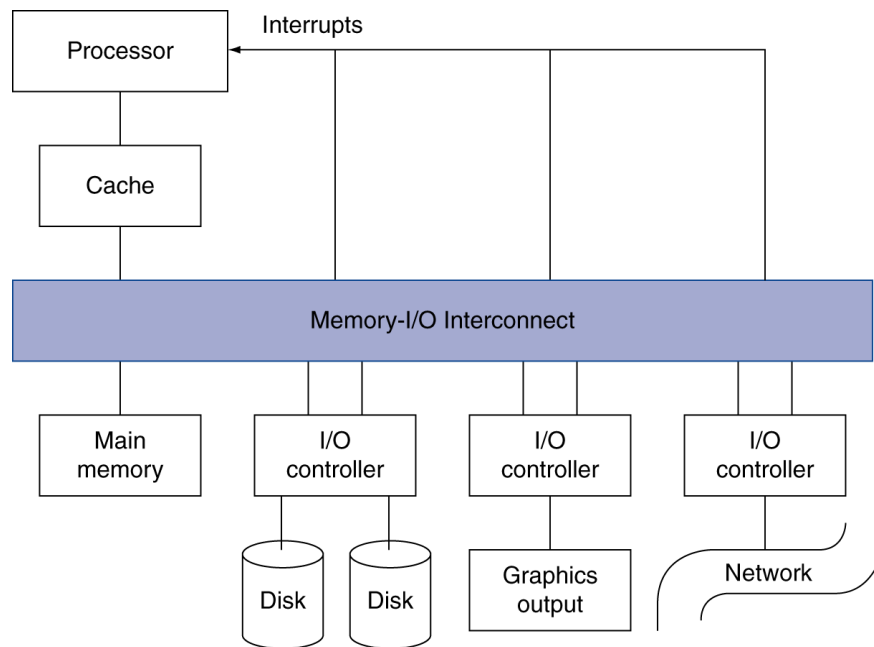 Interrupts
Processor
Cache
Memory-I/O Interconnect
Main
memory
I/O
controller
I/O
controller
I/O
controller
Disk
Disk
Graphics
output
Network